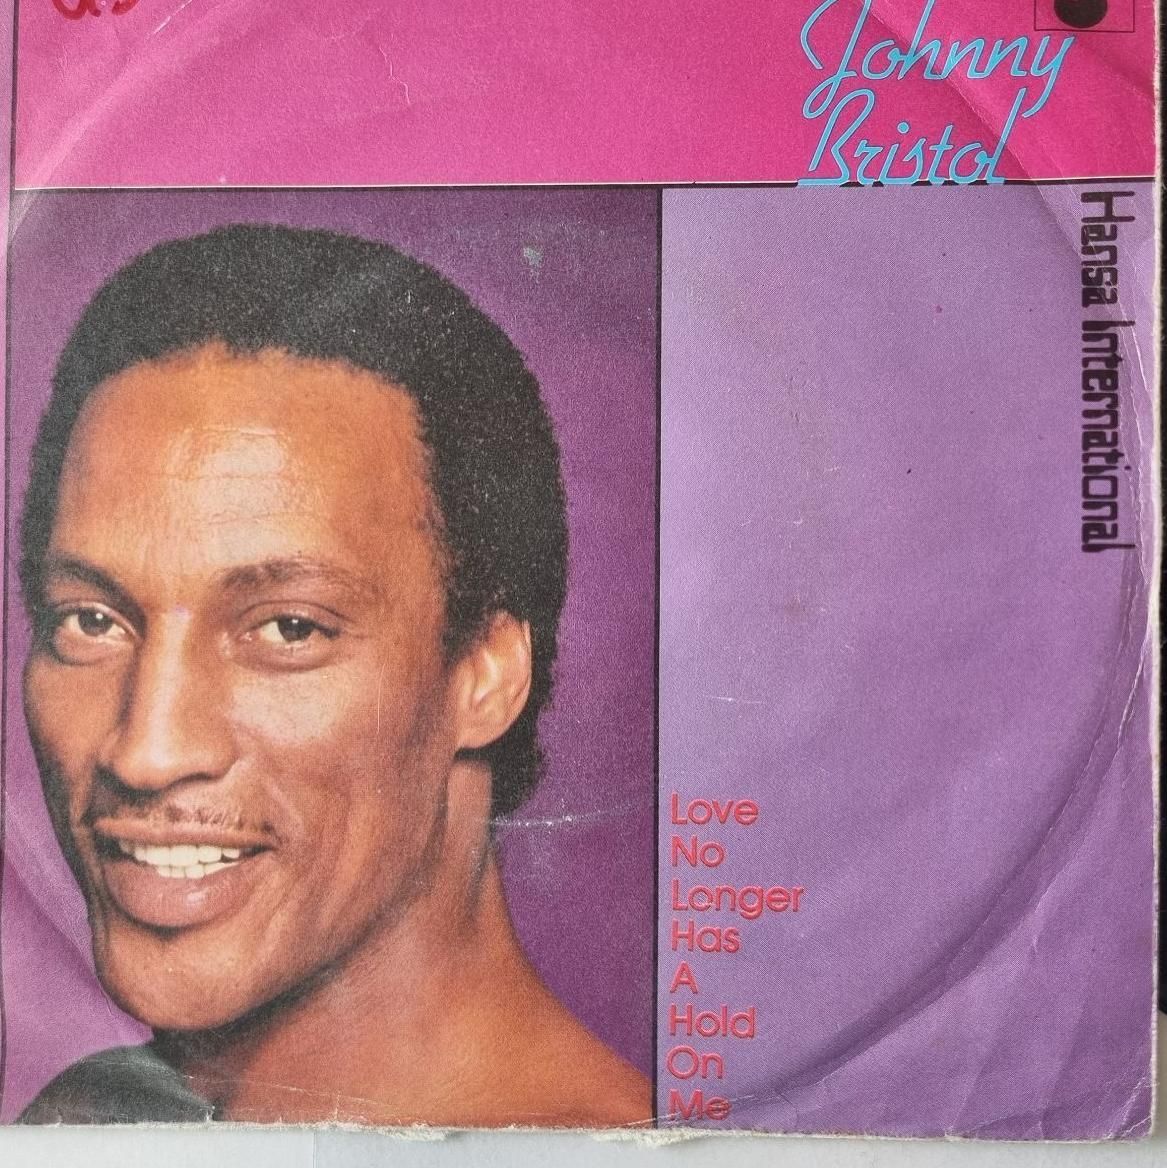 Johnny
Bristol
Hansa International
Love
No
Longer
Has
A
Hold
On
Me